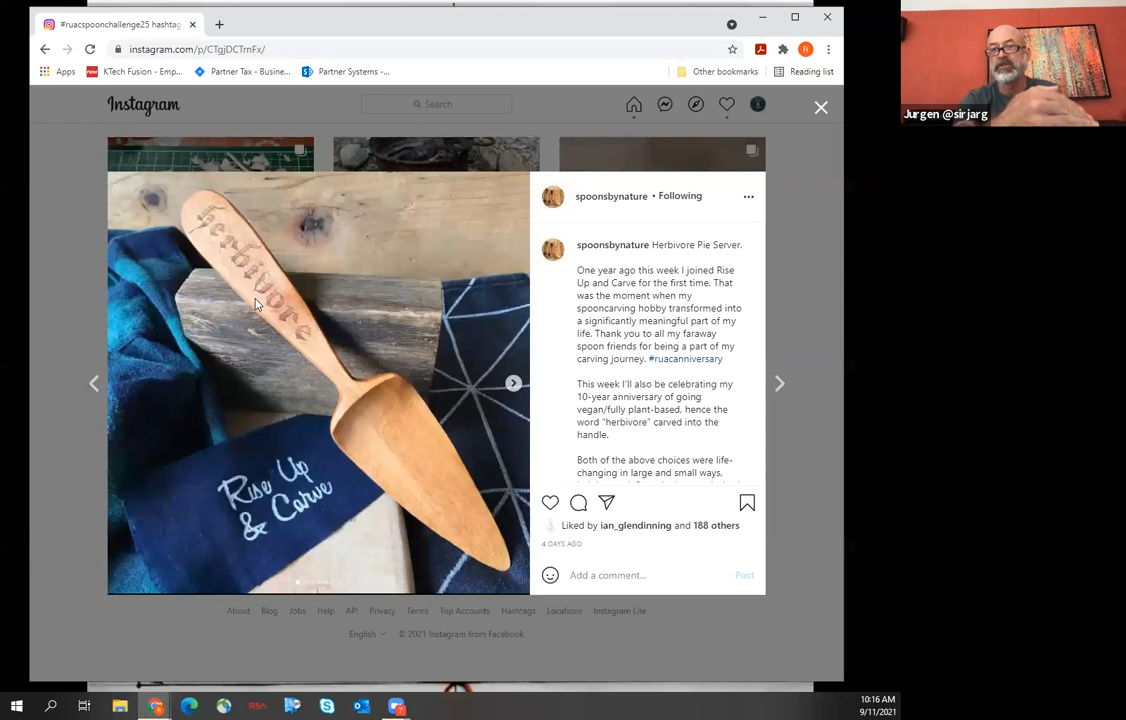 #ruacspoonchallenge25 hashtag
instagram.com/p/CTqjDCTrnFx/
Apps
KTech Fusion - Emp...
Partner Tax - Busine...
Partner Systems -...
Other bookmarks
Reading list
Instagram
Search
spoonsbynature • Following
spoonsbynature Herbivore Pie Server.
One year ago this week I joined Rise
Up and Carve for the first time. That
was the moment when my
spooncarving hobby transformed into
a significantly meaningful part of my
life. Thank you to all my faraway
spoon friends for being a part of my
carving journey. #ruacanniversary
This week I'll also be celebrating my
10-year anniversary of going
vegan/fully plant-based, hence the
word "herbivore" carved into the
handle.
Both of the above choices were life-
changing in large and small ways,
herbivore
Rise Up
& Carve
Liked by ian_glendinning and 188 others
4 DAYS AGO
Add a comment...
Post
About Blog Jobs Help API Privacy Terms Top Accounts Hashtags Locations Instagram Lite
English © 2021 Instagram from Facebook
Jurgen @sirjarg
RSA
10:16 AM
9/11/2021